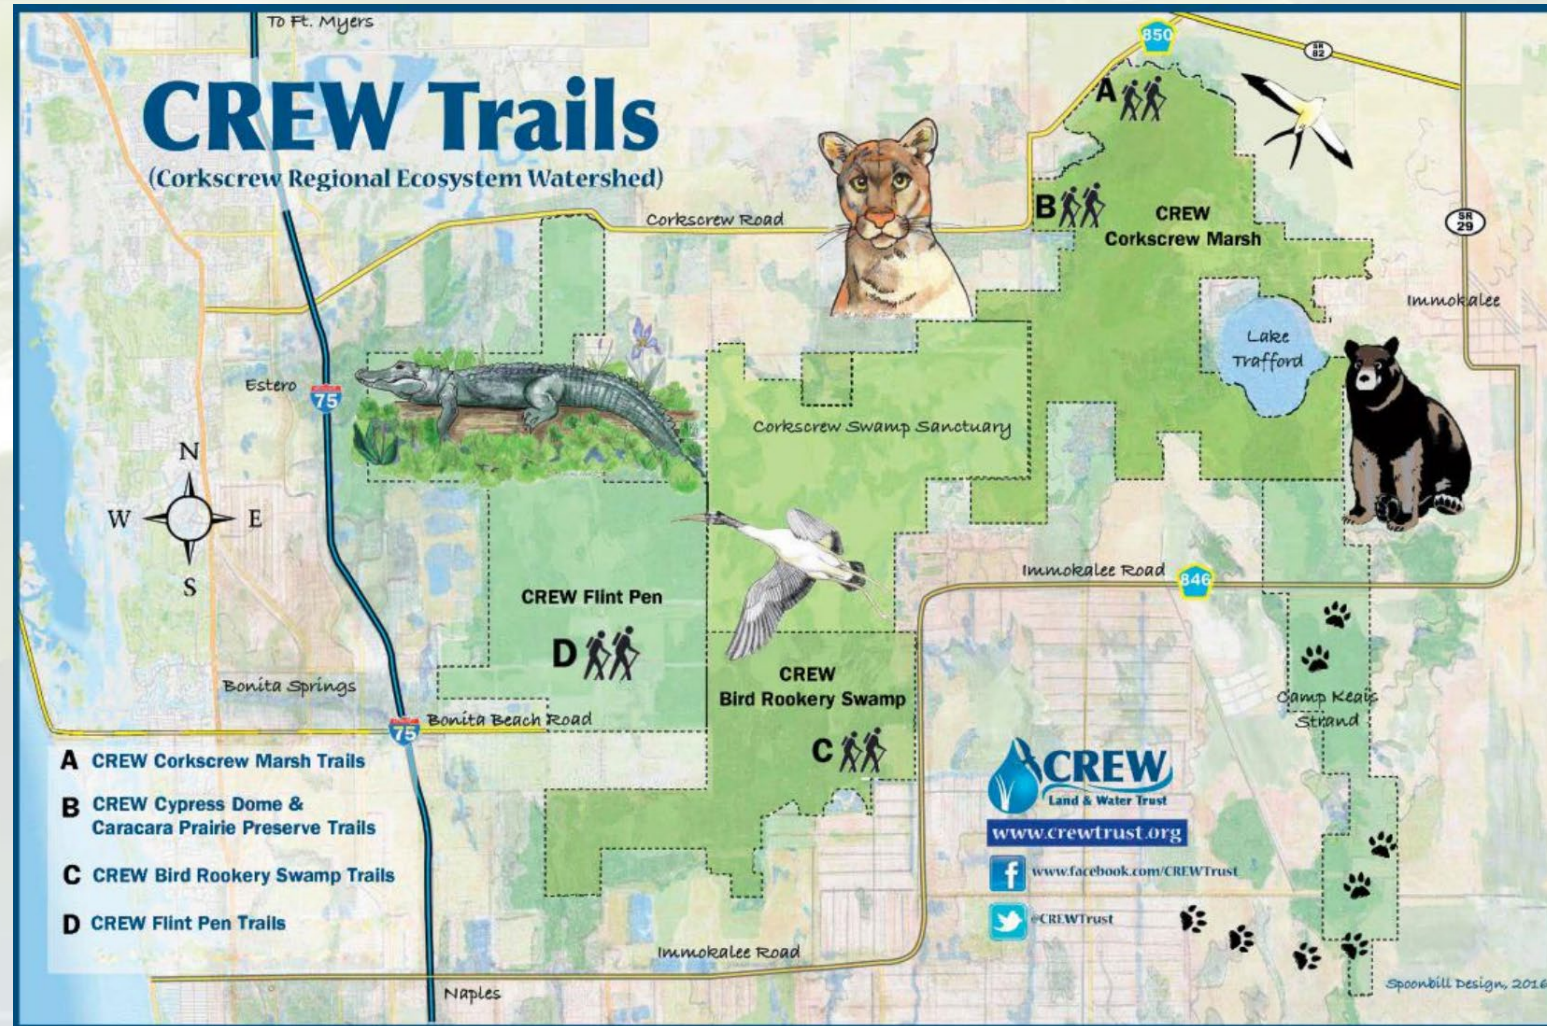 To Ft. Myers
850
SR
82
CREW Trails
(Corkscrew Regional Ecosystem Watershed)
A
Corkscrew Road
B
CREW
Corkscrew Marsh
SR
29
Immokalee
Lake
Trafford
Estero
75
Corkscrew Swamp Sanctuary
N
W
E
S
Immokalee Road
846
CREW Flint Pen
D
CREW
Bird Rookery Swamp
C
Bonita Springs
Bonita Beach Road
75
Camp Keais
Strand
A CREW Corkscrew Marsh Trails
B CREW Cypress Dome &
Caracara Prairie Preserve Trails
C CREW Bird Rookery Swamp Trails
D CREW Flint Pen Trails
CREW
Land & Water Trust
www.crewtrust.org
f www.facebook.com/CREWTrust
@CREWTrust
Immokalee Road
Naples
Spoonbill Design, 2016